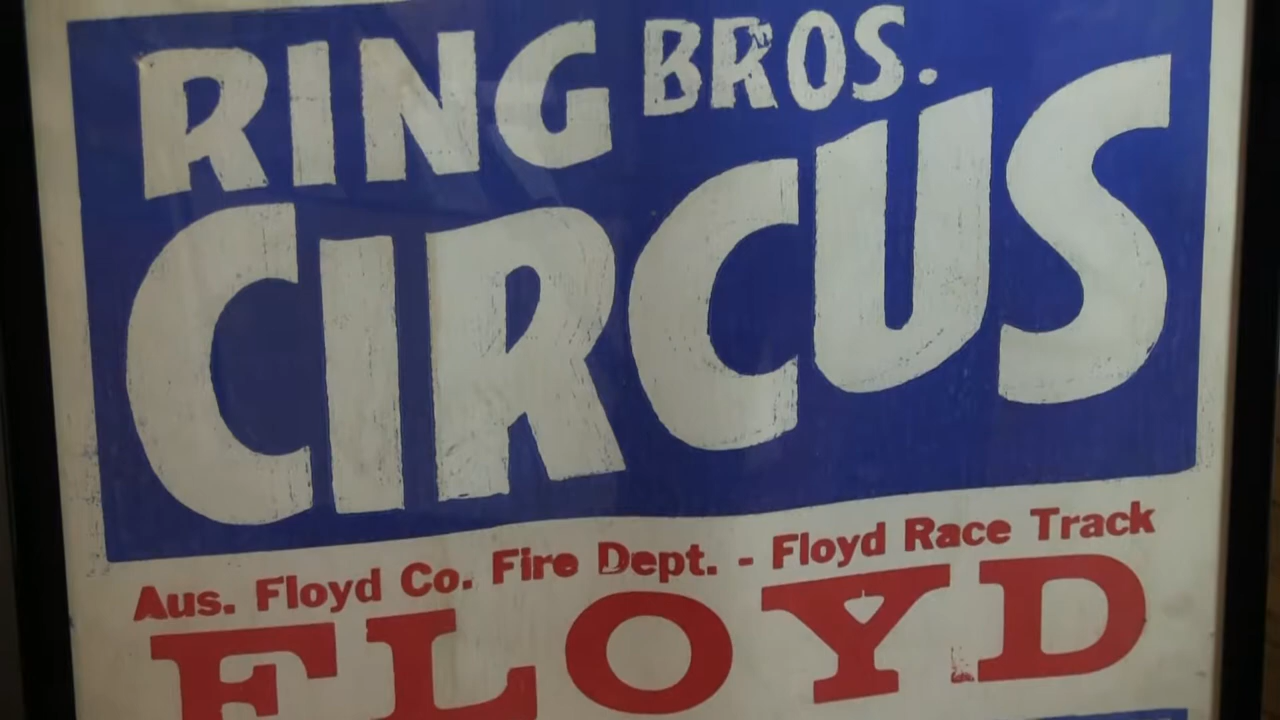 RING BROS.
CIRCUS
Aus. Floyd Co. Fire Dept. - Floyd Race Track
FLOYD